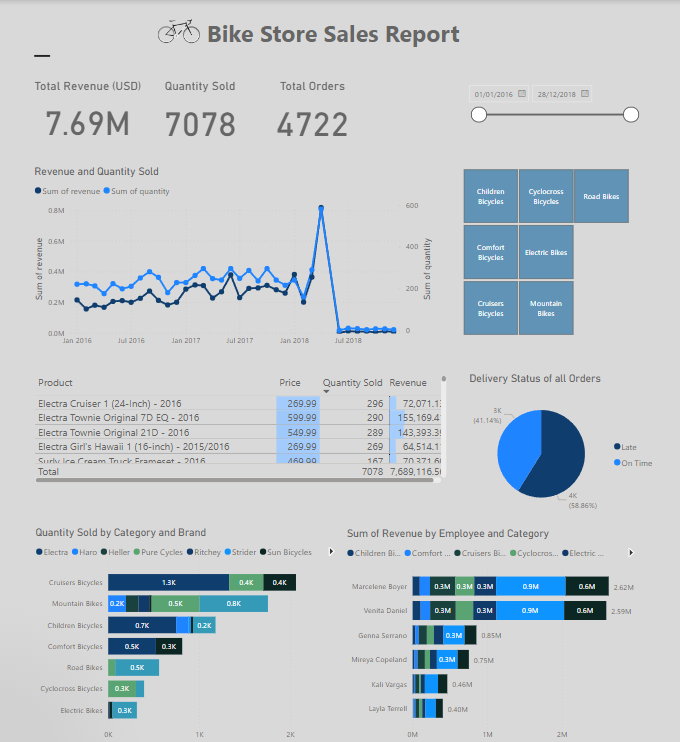 Bike Store Sales Report
Total Revenue (USD) Quantity Sold Total Orders
7.69M 7078 4722
01/01/2016 28/12/2018
Revenue and Quantity Sold
Sum of revenue Sum of quantity
Sum of revenue
0.8M
0.6M
0.4M
0.2M
0.0M
600
400
200
0
Sum of quantity
Jan 2016 Jul 2016 Jan 2017 Jul 2017 Jan 2018 Jul 2018
Children Bicycles
Cyclocross Bicycles
Road Bikes
Comfort Bicycles
Electric Bikes
Cruisers Bicycles
Mountain Bikes
Product Price Quantity Sold Revenue
Electra Cruiser 1 (24-Inch) - 2016 269.99 296 72,071.1
Electra Townie Original 7D EQ - 2016 599.99 290 155,169.4
Electra Townie Original 21D - 2016 549.99 289 143,393.3
Electra Girl's Hawaii 1 (16-inch) - 2015/2016 269.99 269 64,514.1
Surly Ice Cream Truck Frameset - 2016 469.99 167 70,371.6
Total 7078 7,689,116.5
Delivery Status of all Orders
3K
(41.14%)
4K
(58.86%)
Late
On Time
Quantity Sold by Category and Brand
Electra Haro Heller Pure Cycles Ritchey Strider Sun Bicycles
Cruisers Bicycles 1.3K 0.4K 0.4K
Mountain Bikes 0.2K 0.5K 0.8K
Children Bicycles 0.7K 0.2K
Comfort Bicycles 0.5K 0.3K
Road Bikes 0.5K
Cyclocross Bicycles 0.3K
Electric Bikes 0.3K
0K 1K 2K
Sum of Revenue by Employee and Category
Children Bi... Comfort ... Cruisers Bi... Cyclocros... Electric ...
Marcelene Boyer 0.3M 0.3M 0.3M 0.9M 0.6M 2.62M
Venita Daniel 0.3M 0.3M 0.9M 0.6M 2.59M
Genna Serrano 0.3M 0.85M
Mireya Copeland 0.3M 0.75M
Kali Vargas 0.46M
Layla Terrell 0.40M
0M 1M 2M